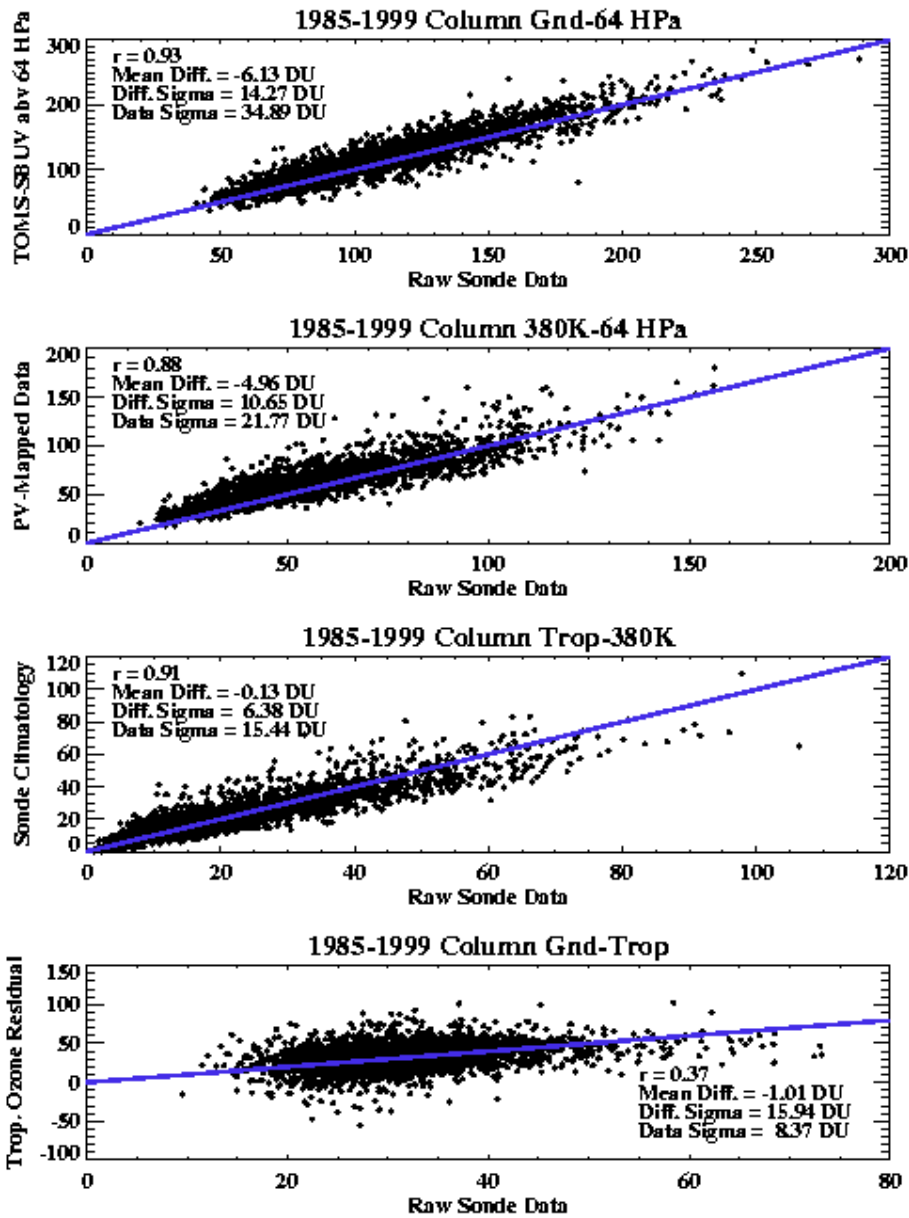 1985-1999 Column Gnd-64 HPa
TOMS-SBUV abv 64 HPa
300
200
100
0
r = 0.93
Mean Diff. = -6.13 DU
Diff. Sigma = 14.27 DU
Data Sigma = 34.89 DU
0 50 100 150 200 250 300
Raw Sonde Data
1985-1999 Column 380K-64 HPa
PV-Mapped Data
200
150
100
50
0
r = 0.88
Mean Diff. = -4.96 DU
Diff. Sigma = 10.65 DU
Data Sigma = 21.77 DU
0 50 100 150 200
Raw Sonde Data
1985-1999 Column Trop-380K
Sonde Climatology
120
100
80
60
40
20
0
r = 0.91
Mean Diff. = -0.13 DU
Diff. Sigma = 6.38 DU
Data Sigma = 15.44 DU
0 20 40 60 80 100 120
Raw Sonde Data
1985-1999 Column Gnd-Trop
Trop. Ozone Residual
150
100
50
0
-50
-100
r = 0.37
Mean Diff. = -1.01 DU
Diff. Sigma = 15.94 DU
Data Sigma = 8.37 DU
0 20 40 60 80
Raw Sonde Data